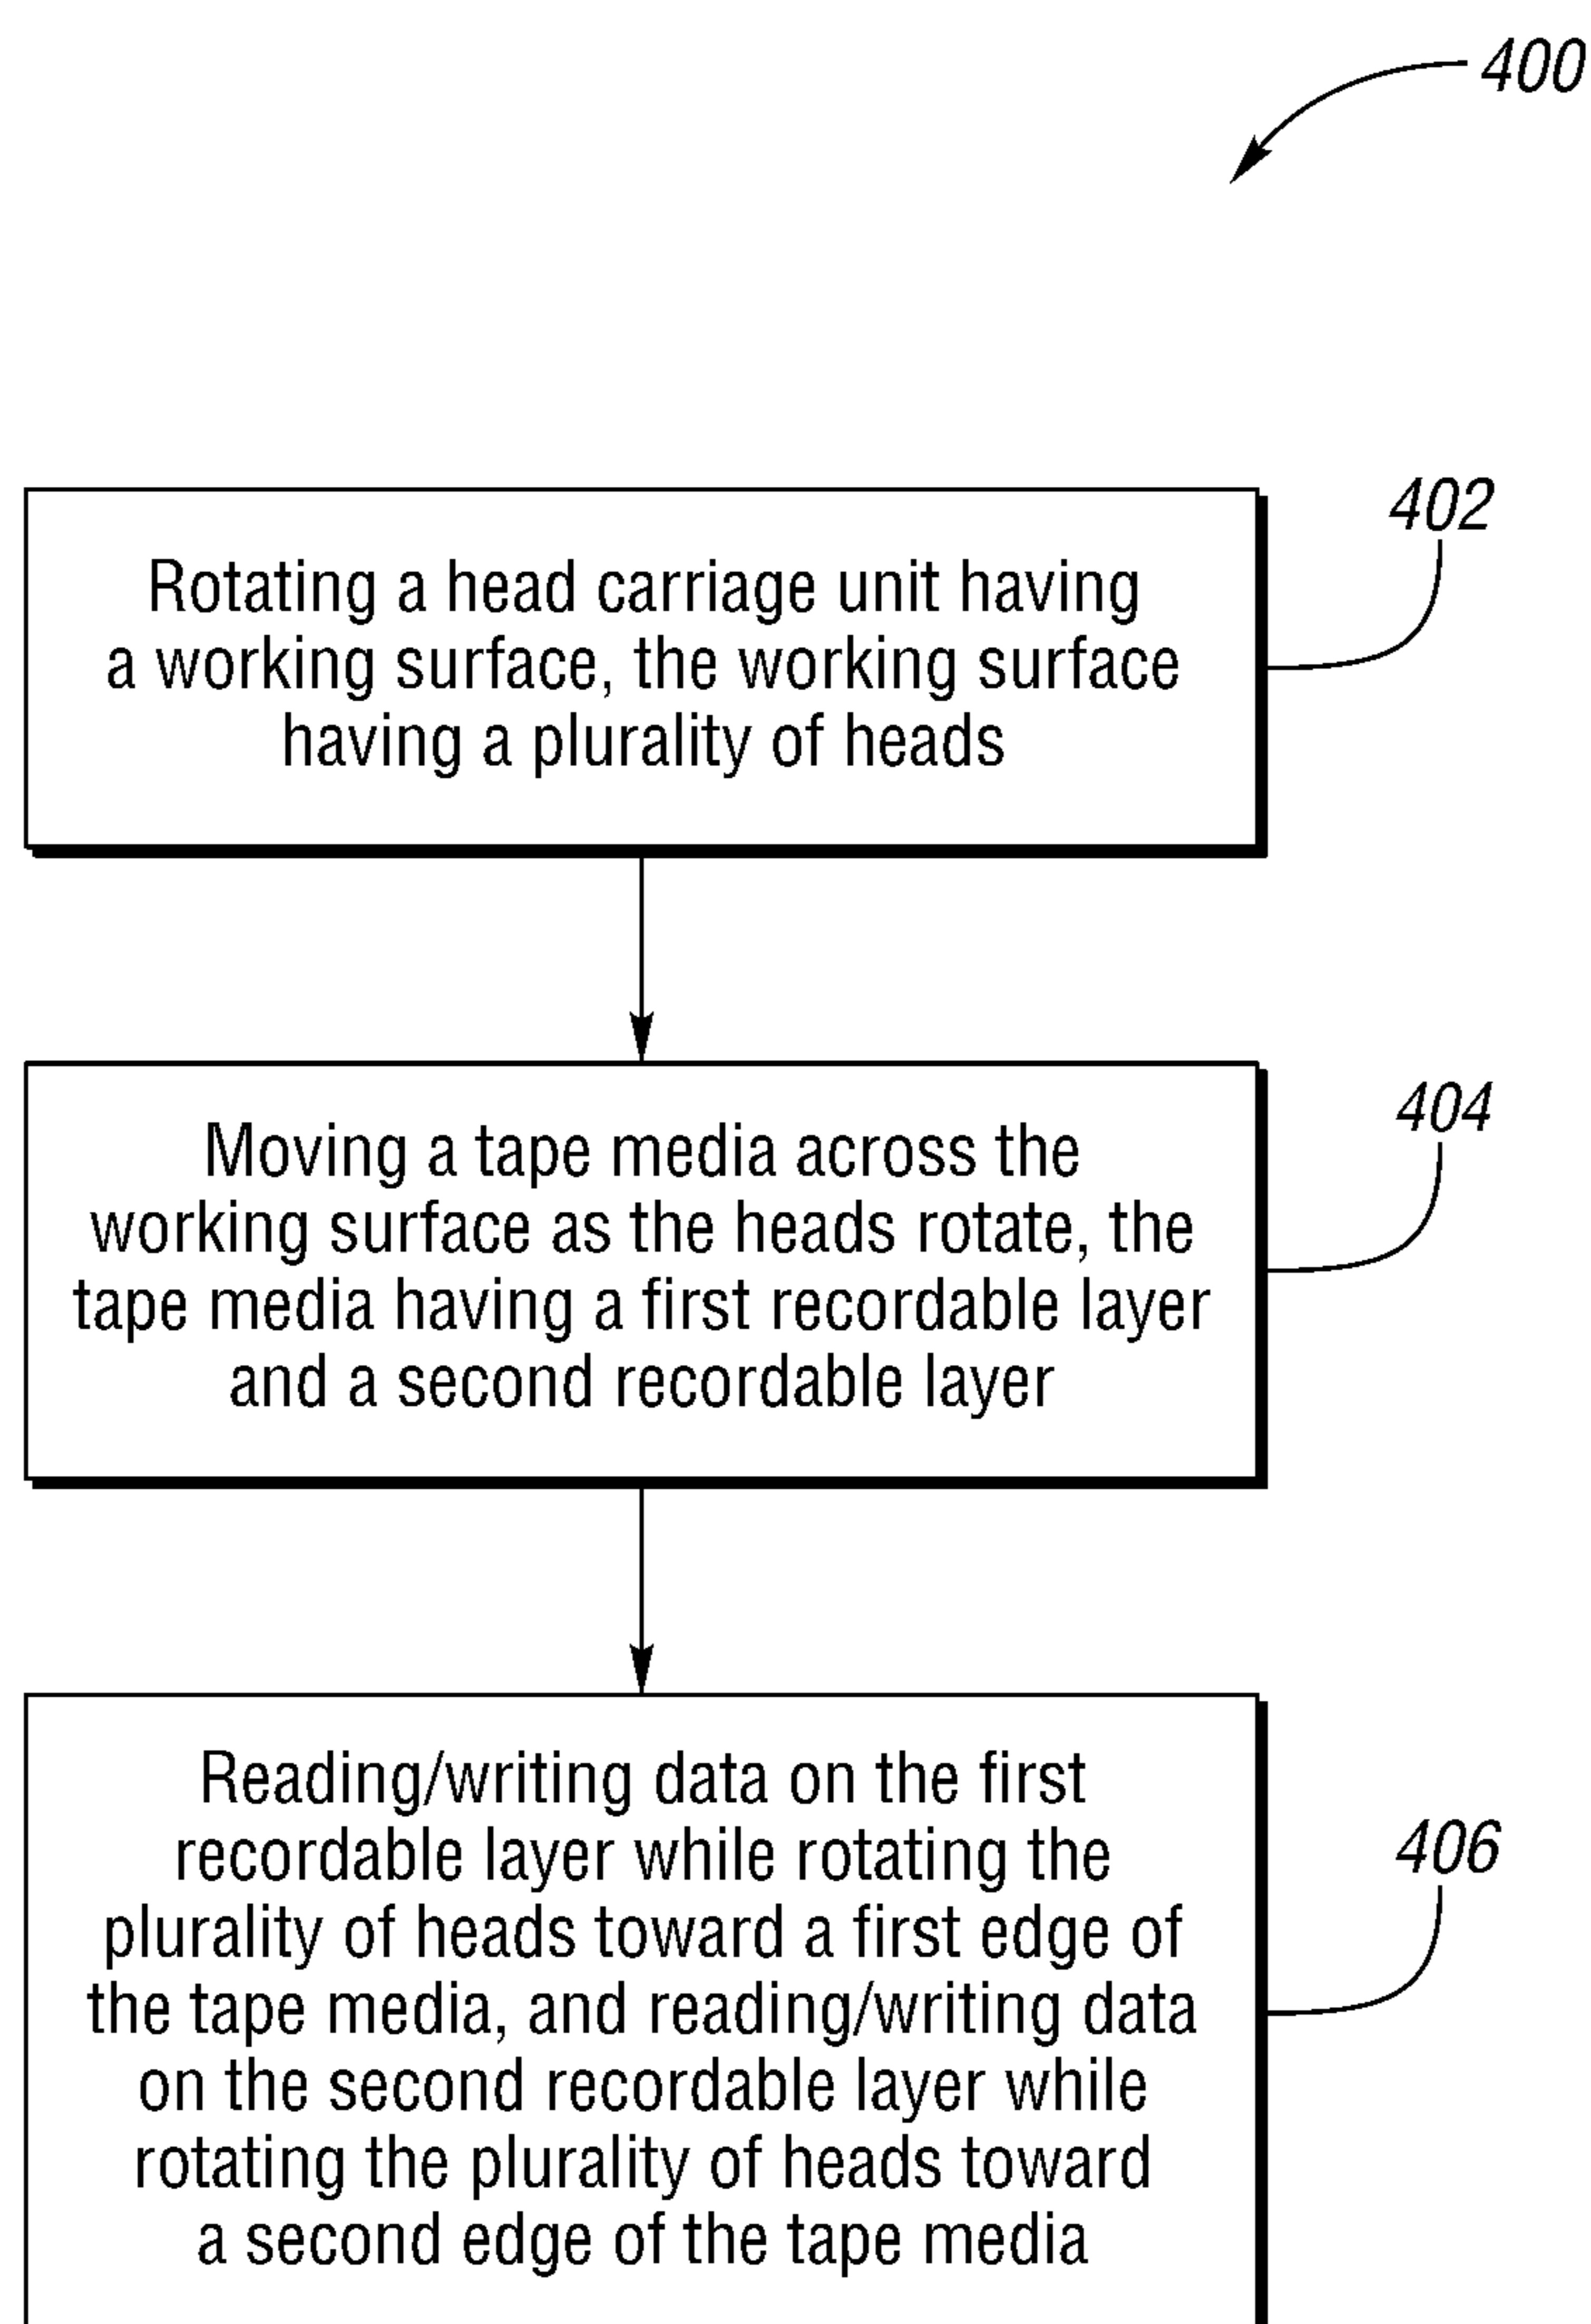 400
402
Rotating a head carriage unit having
a working surface, the working surface
having a plurality of heads
404
Moving a tape media across the
working surface as the heads rotate, the
tape media having a first recordable layer
and a second recordable layer
406
Reading/writing data on the first
recordable layer while rotating the
plurality of heads toward a first edge of
the tape media, and reading/writing data
on the second recordable layer while
rotating the plurality of heads toward
a second edge of the tape media